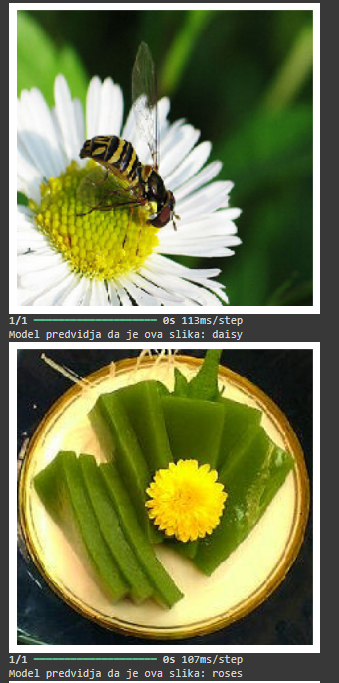 1/1 ━━━━━━━━━━━━━━━━━━━━ 0s 113ms/step
Model predvidja da je ova slika: daisy
1/1 ━━━━━━━━━━━━━━━━━━━━ 0s 107ms/step
Model predvidja da je ova slika: roses